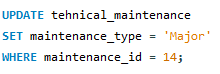 UPDATE tehnical_maintenance
SET maintenance_type = 'Major'
WHERE maintenance_id = 14;